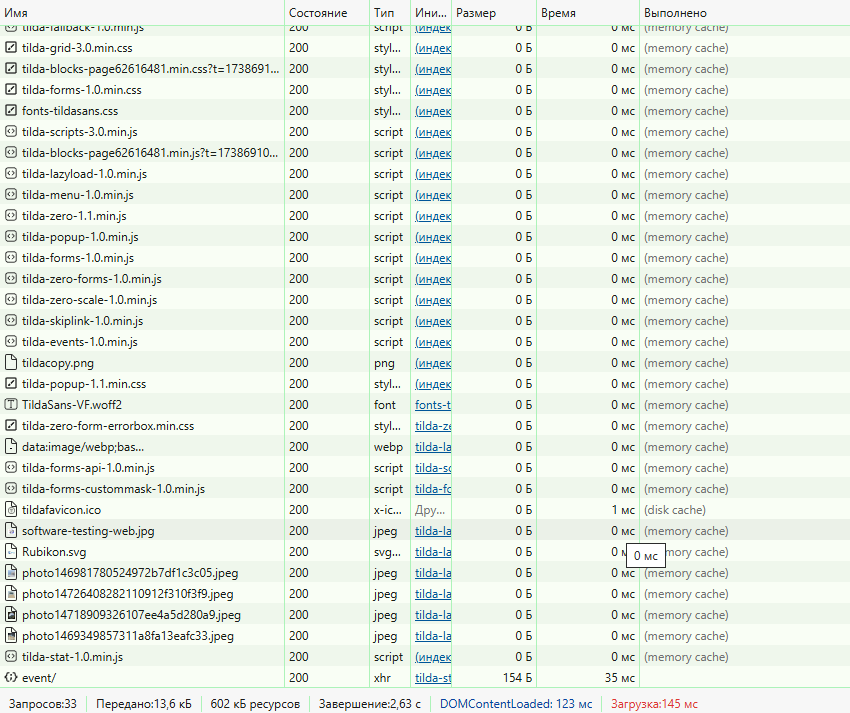 Имя Состояние Тип Ини... Размер Время Выполнено
tilda-fallback-1.0.min.js 200 script (индек 0 Б 0 мс (memory cache)
tilda-grid-3.0.min.css 200 styl... (индек 0 Б 0 мс (memory cache)
tilda-blocks-page62616481.min.css?t=1738691... 200 styl... (индек 0 Б 0 мс (memory cache)
tilda-forms-1.0.min.css 200 styl... (индек 0 Б 0 мс (memory cache)
fonts-tildasans.css 200 styl... (индек 0 Б 0 мс (memory cache)
tilda-scripts-3.0.min.js 200 script (индек 0 Б 0 мс (memory cache)
tilda-blocks-page62616481.min.js?t=17386910... 200 script (индек 0 Б 0 мс (memory cache)
tilda-lazyload-1.0.min.js 200 script (индек 0 Б 0 мс (memory cache)
tilda-menu-1.0.min.js 200 script (индек 0 Б 0 мс (memory cache)
tilda-zero-1.1.min.js 200 script (индек 0 Б 0 мс (memory cache)
tilda-popup-1.0.min.js 200 script (индек 0 Б 0 мс (memory cache)
tilda-forms-1.0.min.js 200 script (индек 0 Б 0 мс (memory cache)
tilda-zero-forms-1.0.min.js 200 script (индек 0 Б 0 мс (memory cache)
tilda-zero-scale-1.0.min.js 200 script (индек 0 Б 0 мс (memory cache)
tilda-skiplink-1.0.min.js 200 script (индек 0 Б 0 мс (memory cache)
tilda-events-1.0.min.js 200 script (индек 0 Б 0 мс (memory cache)
tildacopy.png 200 png (индек 0 Б 0 мс (memory cache)
tilda-popup-1.1.min.css 200 styl... (индек 0 Б 0 мс (memory cache)
TildaSans-VF.woff2 200 font fonts-t 0 Б 0 мс (memory cache)
tilda-zero-form-errorbox.min.css 200 styl... tilda-ze 0 Б 0 мс (memory cache)
data:image/webp;bas... 200 webp tilda-la 0 Б 0 мс (memory cache)
tilda-forms-api-1.0.min.js 200 script tilda-sc 0 Б 0 мс (memory cache)
tilda-forms-custommask-1.0.min.js 200 script tilda-fo 0 Б 0 мс (memory cache)
tildafavicon.ico 200 x-ic... Дру... 0 Б 1 мс (disk cache)
software-testing-web.jpg 200 jpeg tilda-la 0 Б 0 мс (memory cache)
Rubikon.svg 200 svg... tilda-la 0 Б 0 м 0 мс mory cache)
photo146981780524972b7df1c3c05.jpeg 200 jpeg tilda-la 0 Б 0 мс (memory cache)
photo14726408282110912f310f3f9.jpeg 200 jpeg tilda-la 0 Б 0 мс (memory cache)
photo14718909326107ee4a5d280a9.jpeg 200 jpeg tilda-la 0 Б 0 мс (memory cache)
photo1469349857311a8fa13eafc33.jpeg 200 jpeg tilda-la 0 Б 0 мс (memory cache)
tilda-stat-1.0.min.js 200 script (индек 0 Б 0 мс (memory cache)
event/ 200 xhr tilda-st 154 Б 35 мс
Запросов:33 Передано:13,6 кБ 602 кБ ресурсов Завершение:2,63 с DOMContentLoaded: 123 мс Загрузка:145 мс